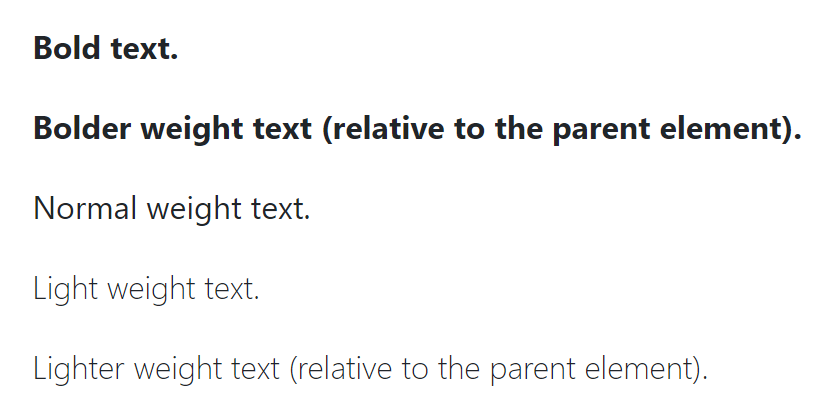 Bold text.
Bolder weight text (relative to the parent element).
Normal weight text.
Light weight text.
Lighter weight text (relative to the parent element).